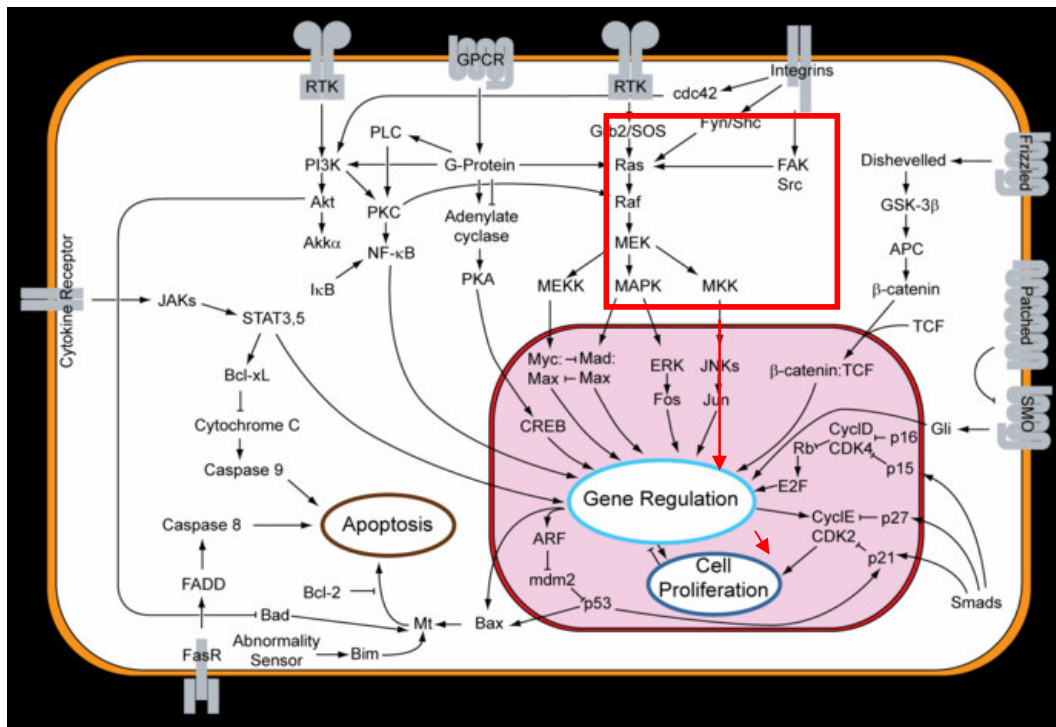 RTK
GPCR
RTK
Integrins
cdc42
PLC
Grb2/SOS
Fyn/Shc
Frizzled
PI3K
G-Protein
Ras
FAK
Src
Dishevelled
Akt
PKC
Raf
GSK-3β
Adenylate
cyclase
Akkα
NF-κB
MEK
APC
IκB
PKA
MEKK
MAPK
MKK
β-catenin
Cytokine Receptor
JAKs
STAT3,5
TCF
Patched
Myc:
Mad:
Max
Max
ERK
JNKs
β-catenin:TCF
Bcl-xL
Fos
Jun
SMO
Cytochrome C
CREB
Gli
CyclD
CDK4
p16
Rb
p15
Caspase 9
E2F
Gene Regulation
Caspase 8
Apoptosis
ARF
CyclE
CDK2
p27
p21
FADD
mdm2
Cell
Proliferation
Bcl-2
p53
Smads
Bad
Mt
Bax
Abnormality
Sensor
Bim
FasR